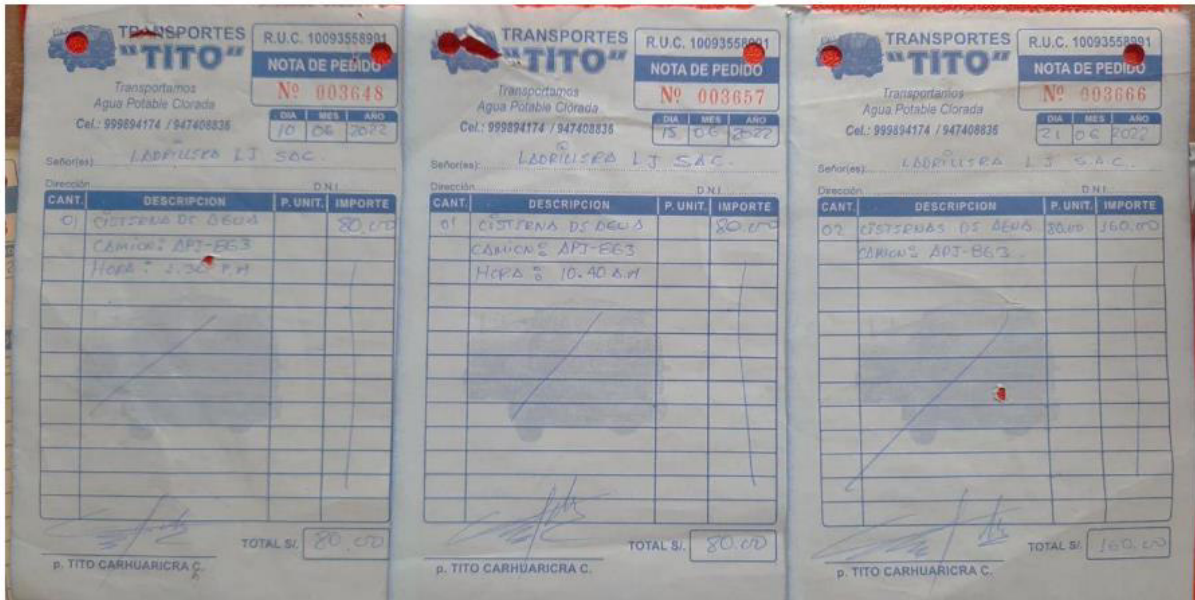 TRANSPORTES
"TITO"
Transportamos
Agua Potable Clorada
Cel.: 999894174 / 947408836
R.U.C. 10093558991
NOTA DE PEDIDO
Nº 003648
DIA MES AÑO
10 06 2022
Señor(es): LADRILLERA LJ SAC.
Dirección D.N.I.
CANT. DESCRIPCION P. UNIT. IMPORTE
01 CISTERNA DE AGUA 80.00
CAMION: APJ-863
HORA: 2.30 P.M
TOTAL S/. 80.00
p. TITO CARHUARICRA C.
TRANSPORTES
"TITO"
Transportamos
Agua Potable Clorada
Cel.: 999894174 / 947408836
R.U.C. 10093558991
NOTA DE PEDIDO
Nº 003657
DIA MES AÑO
15 06 2022
Señor(es): LADRILLERA LJ SAC.
Dirección D.N.I.
CANT. DESCRIPCION P. UNIT. IMPORTE
01 CISTERNA DE AGUA 80.00
CAMION: APJ-863
HORA: 10.40 A.M
TOTAL S/. 80.00
p. TITO CARHUARICRA C.
TRANSPORTES
"TITO"
Transportamos
Agua Potable Clorada
Cel.: 999894174 / 947408836
R.U.C. 10093558991
NOTA DE PEDIDO
Nº 003666
DIA MES AÑO
21 06 2022
Señor(es): LADRILLERA LJ S.A.C.
Dirección D.N.I.
CANT. DESCRIPCION P. UNIT. IMPORTE
02 CISTERNAS DE AGUA 80.00 160.00
CAMION: APJ-863
TOTAL S/. 160.00
p. TITO CARHUARICRA C.